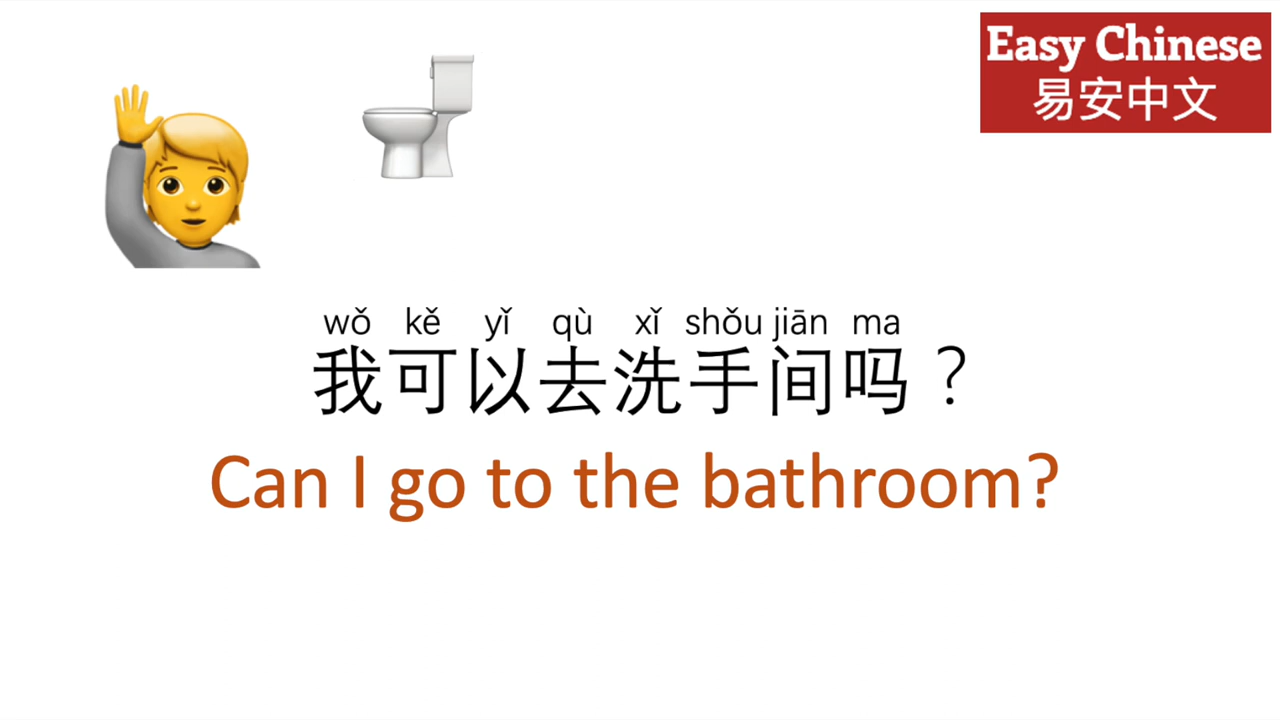 Easy Chinese
易安中文
wǒ kě yǐ qù xǐ shǒu jiān ma
我可以去洗手间吗？
Can I go to the bathroom?